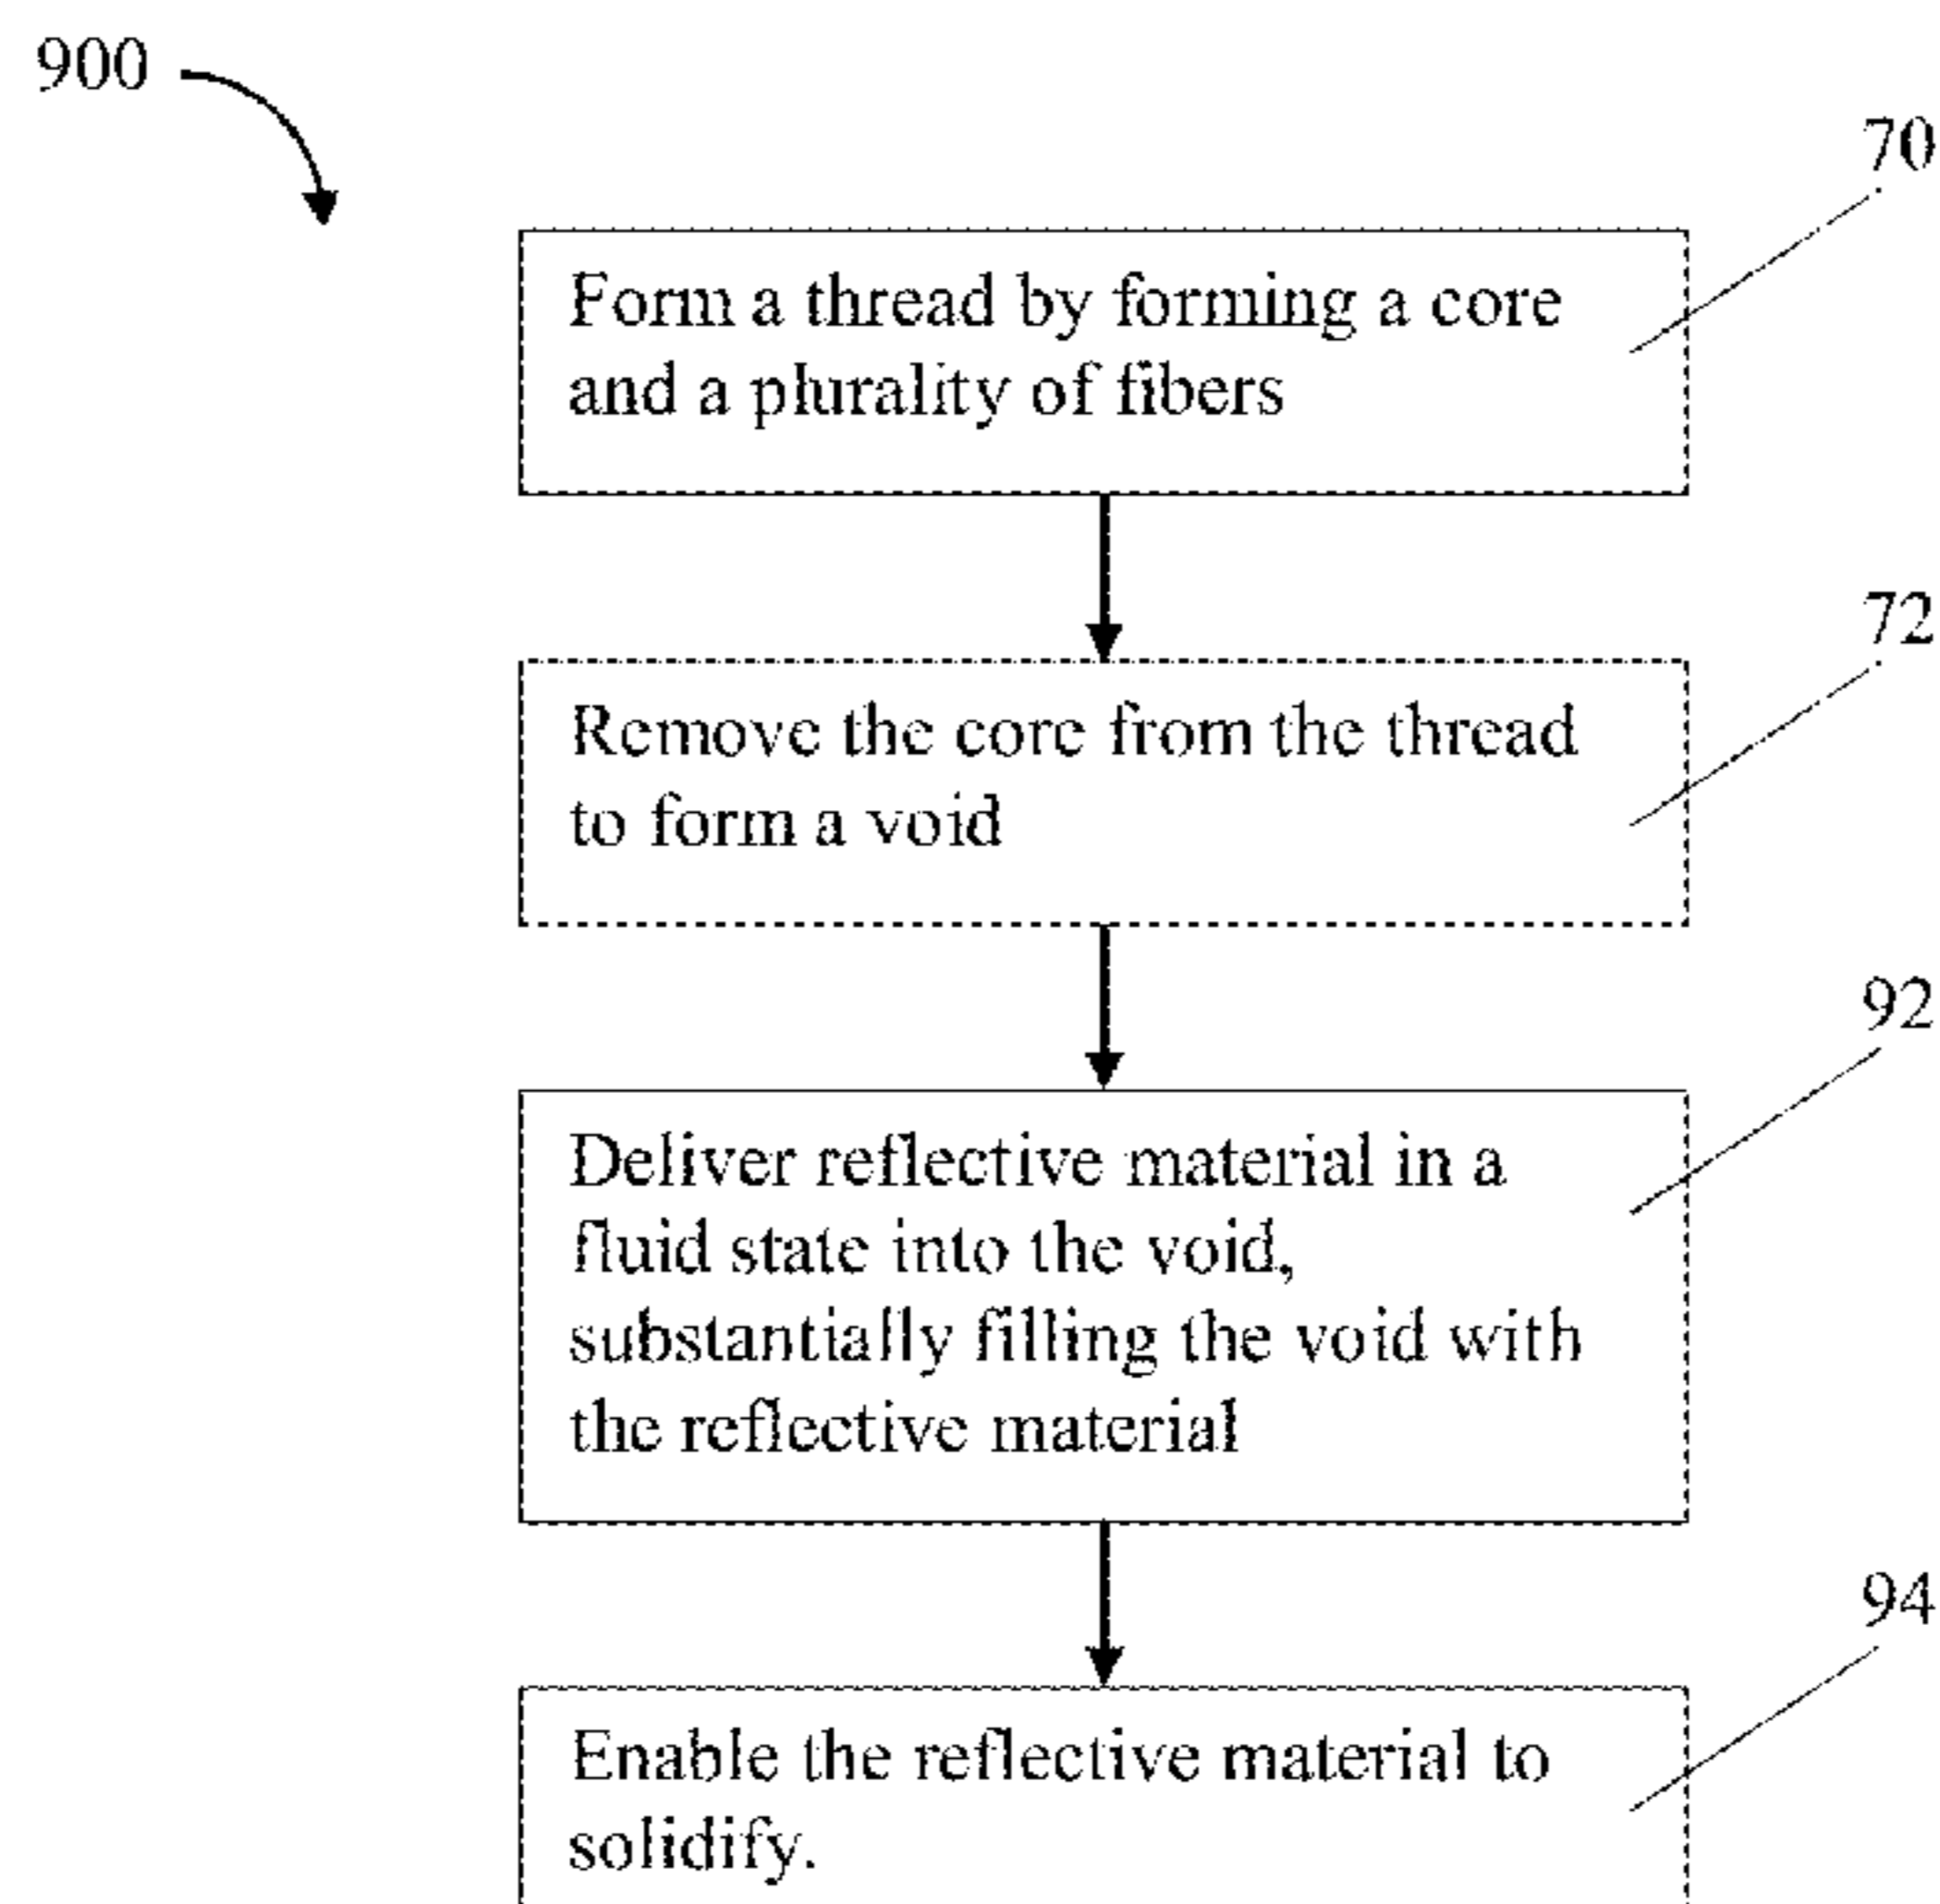 900
70
Form a thread by forming a core
and a plurality of fibers
72
Remove the core from the thread
to form a void
92
Deliver reflective material in a
fluid state into the void,
substantially filling the void with
the reflective material
94
Enable the reflective material to
solidify.